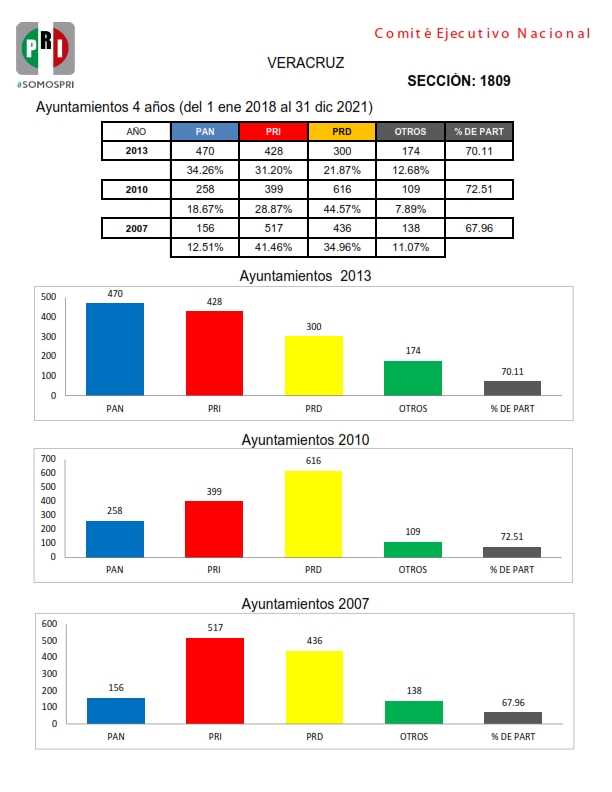 Comité Ejecutivo Nacional
PRI
#SOMOSPRI
VERACRUZ
SECCIÓN: 1809
Ayuntamientos 4 años (del 1 ene 2018 al 31 dic 2021)
AÑO PAN PRI PRD OTROS % DE PART
2013 470 428 300 174 70.11
34.26% 31.20% 21.87% 12.68%
2010 258 399 616 109 72.51
18.67% 28.87% 44.57% 7.89%
2007 156 517 436 138 67.96
12.51% 41.46% 34.96% 11.07%
Ayuntamientos 2013
500
400
300
200
100
0
470
428
300
174
70.11
PAN PRI PRD OTROS % DE PART
Ayuntamientos 2010
700
600
500
400
300
200
100
0
258
399
616
109
72.51
PAN PRI PRD OTROS % DE PART
Ayuntamientos 2007
600
500
400
300
200
100
0
156
517
436
138
67.96
PAN PRI PRD OTROS % DE PART